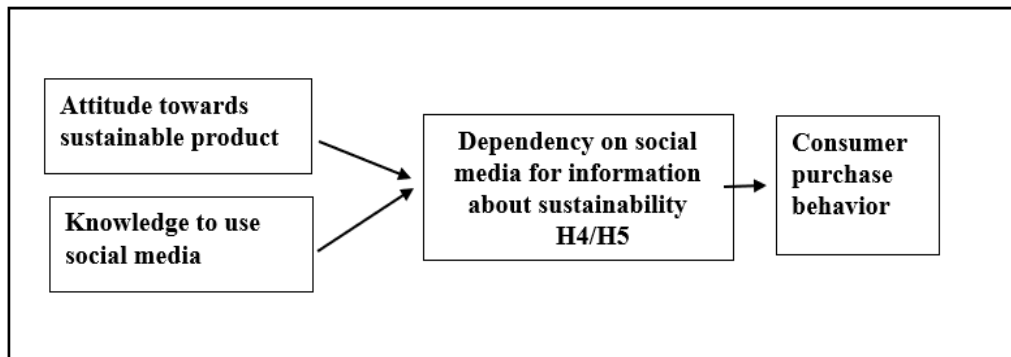 Attitude towards
sustainable product
Knowledge to use
social media
Dependency on social
media for information
about sustainability
H4/H5
Consumer
purchase
behavior